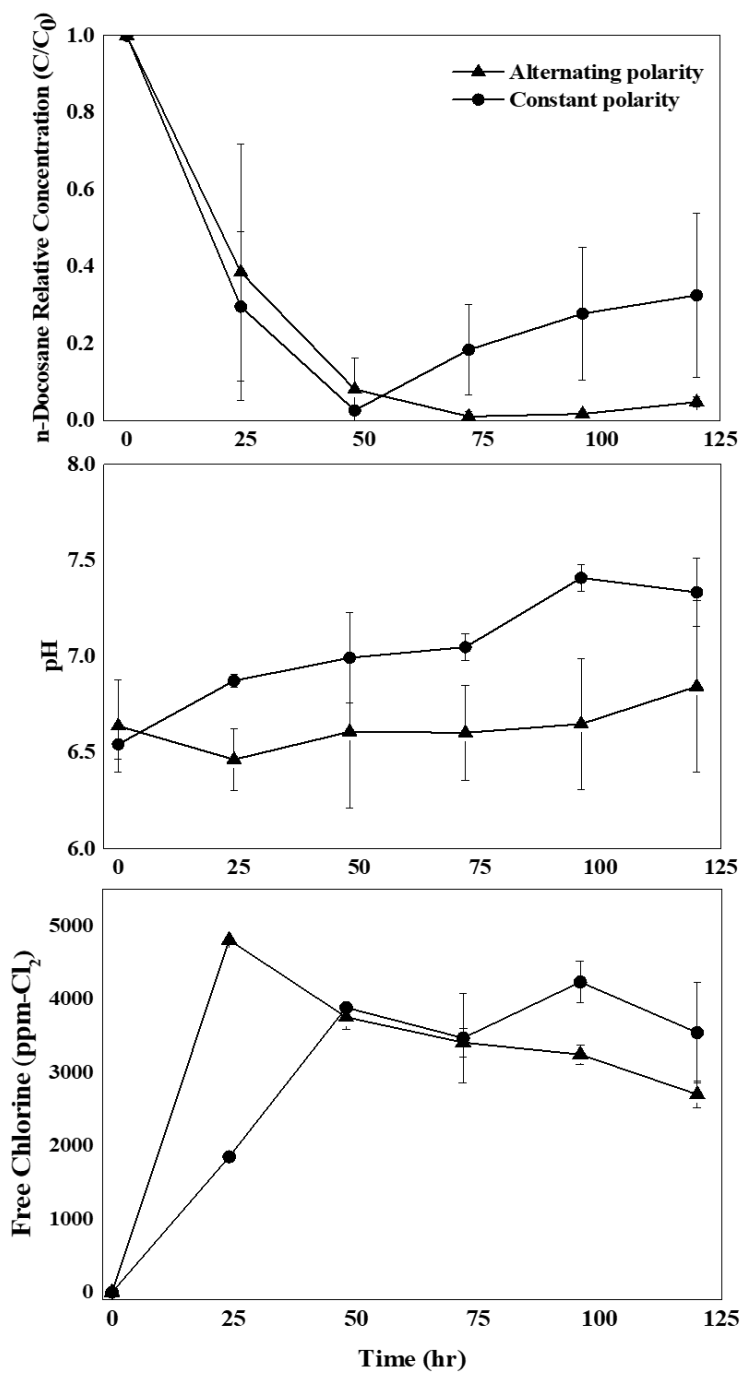 n-Docosane Relative Concentration (C/C0)
1.0
0.8
0.6
0.4
0.2
0.0
Alternating polarity
Constant polarity
0 25 50 75 100 125
pH
8.0
7.5
7.0
6.5
6.0
0 25 50 75 100 125
Free Chlorine (ppm-Cl2)
5000
4000
3000
2000
1000
0
0 25 50 75 100 125
Time (hr)